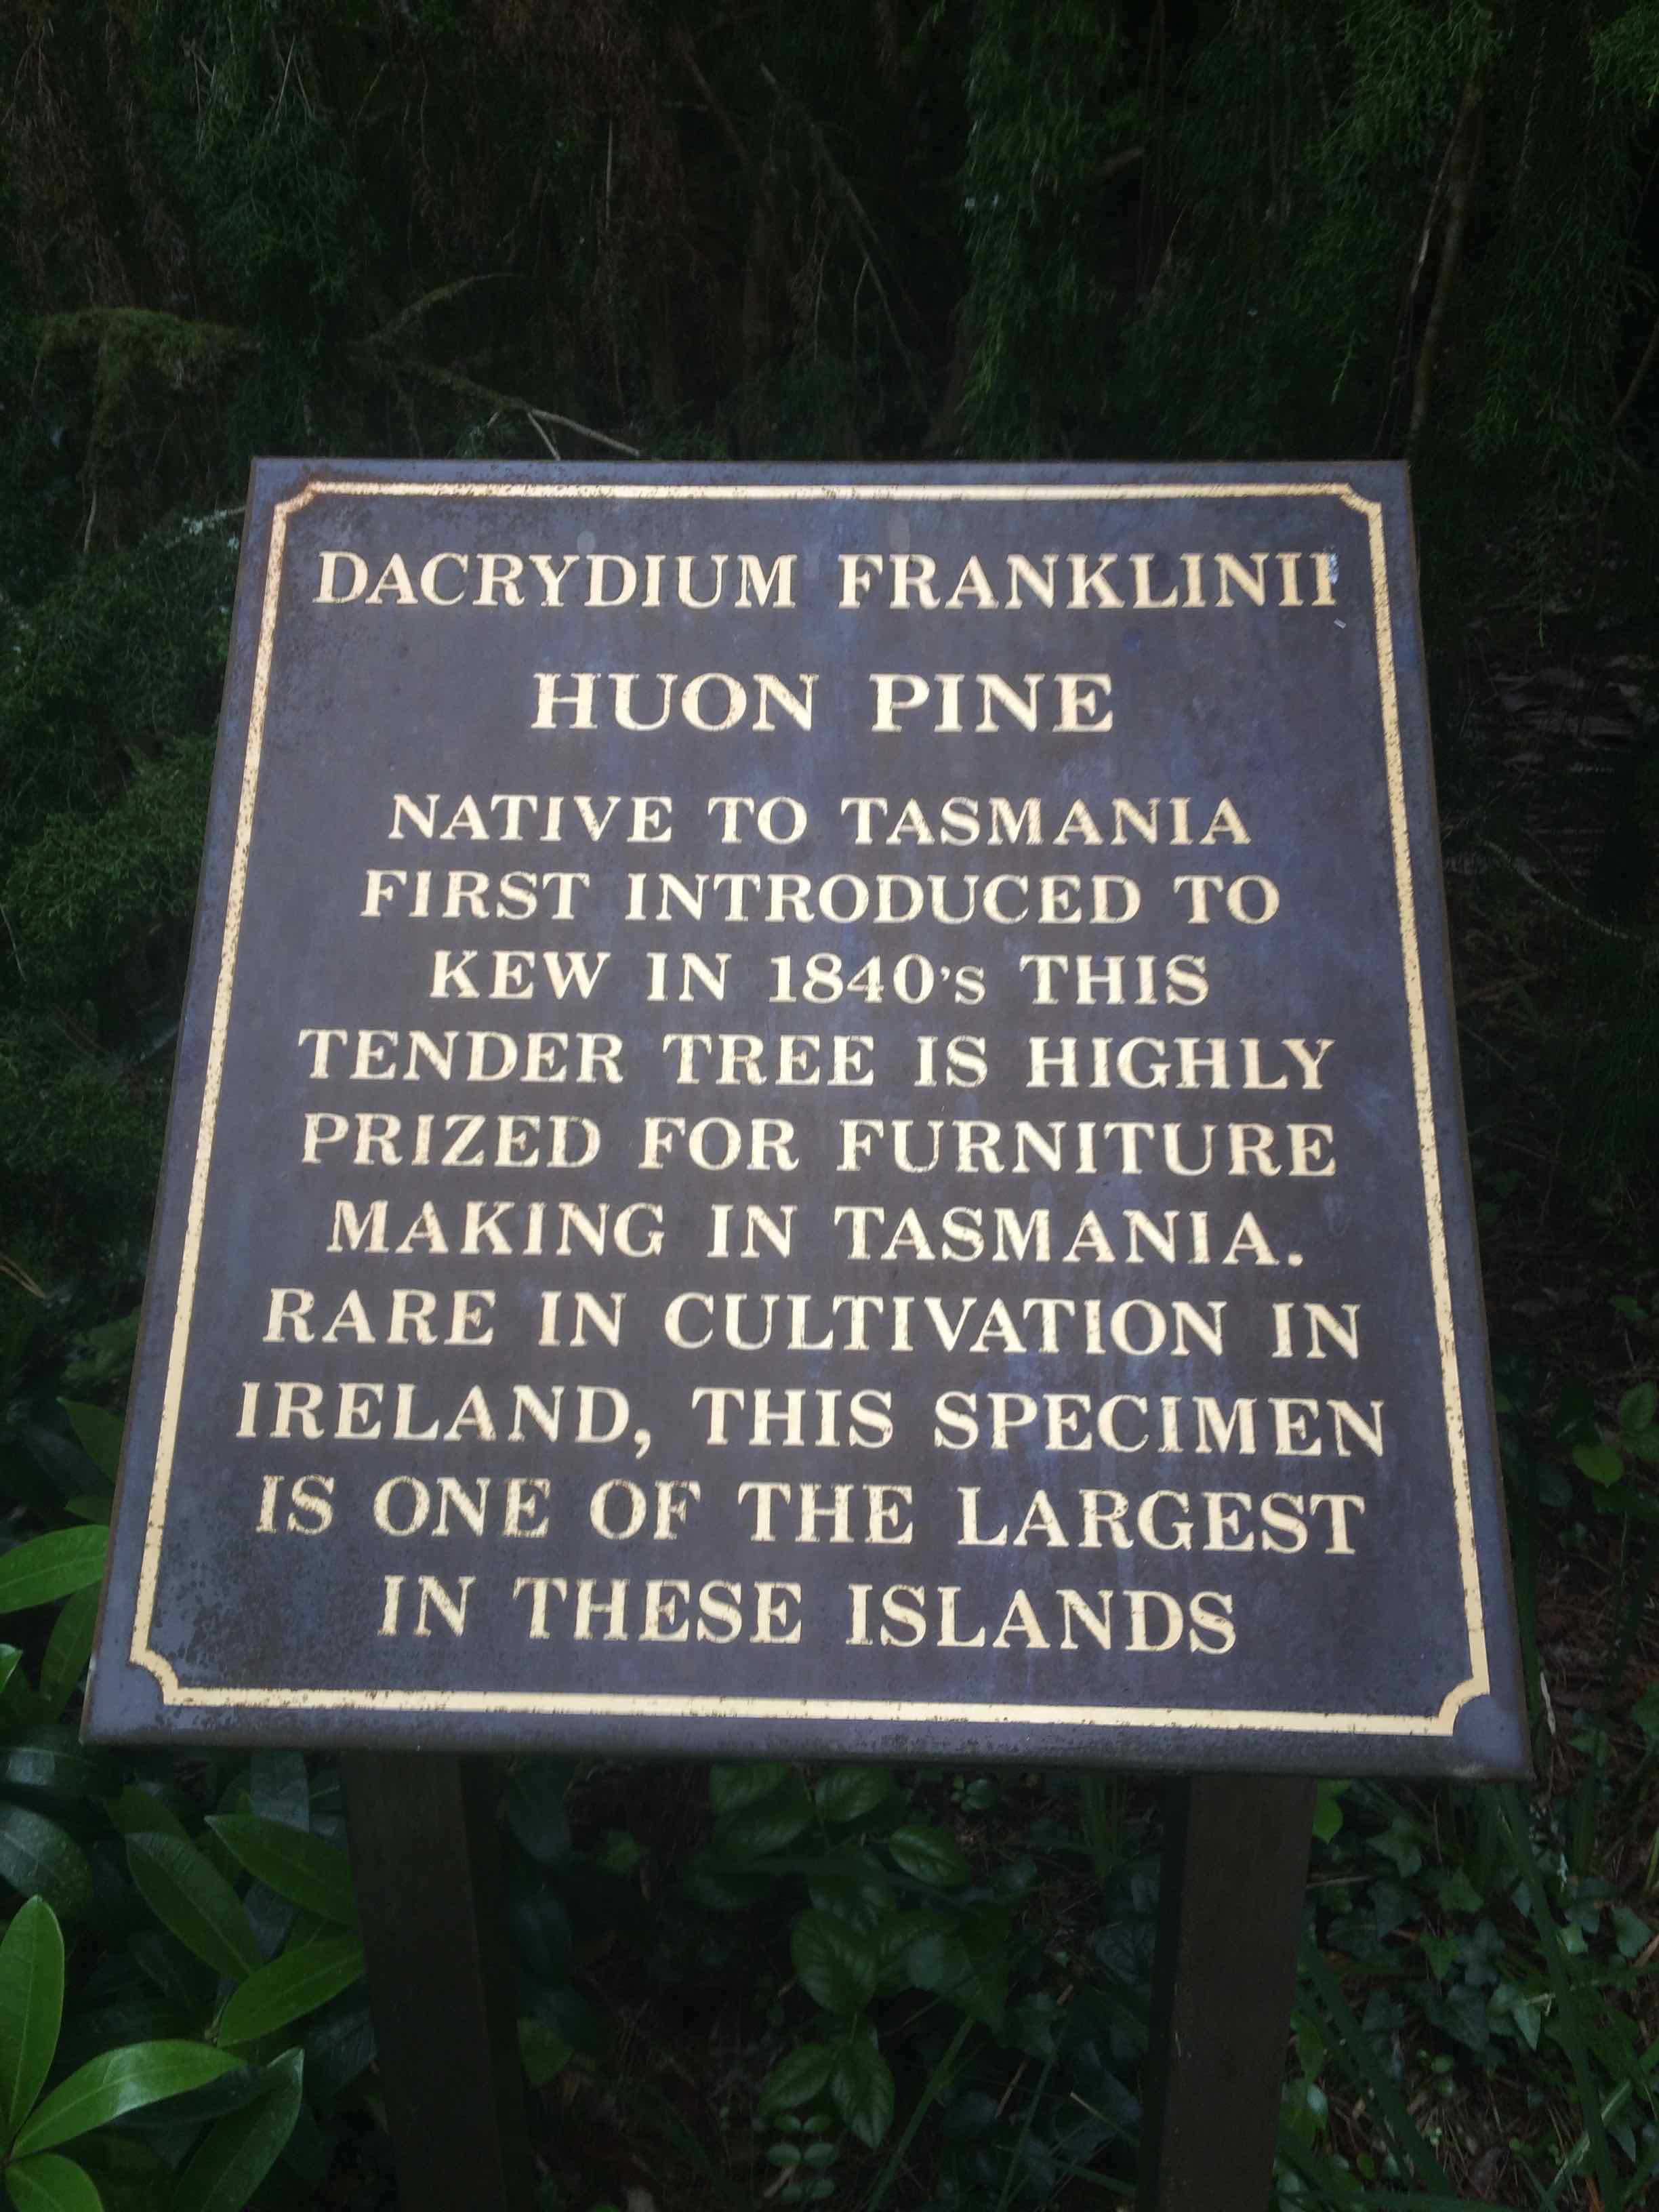 DACRYDIUM FRANKLINII
HUON PINE
NATIVE TO TASMANIA
FIRST INTRODUCED TO
KEW IN 1840's THIS
TENDER TREE IS HIGHLY
PRIZED FOR FURNITURE
MAKING IN TASMANIA.
RARE IN CULTIVATION IN
IRELAND, THIS SPECIMEN
IS ONE OF THE LARGEST
IN THESE ISLANDS